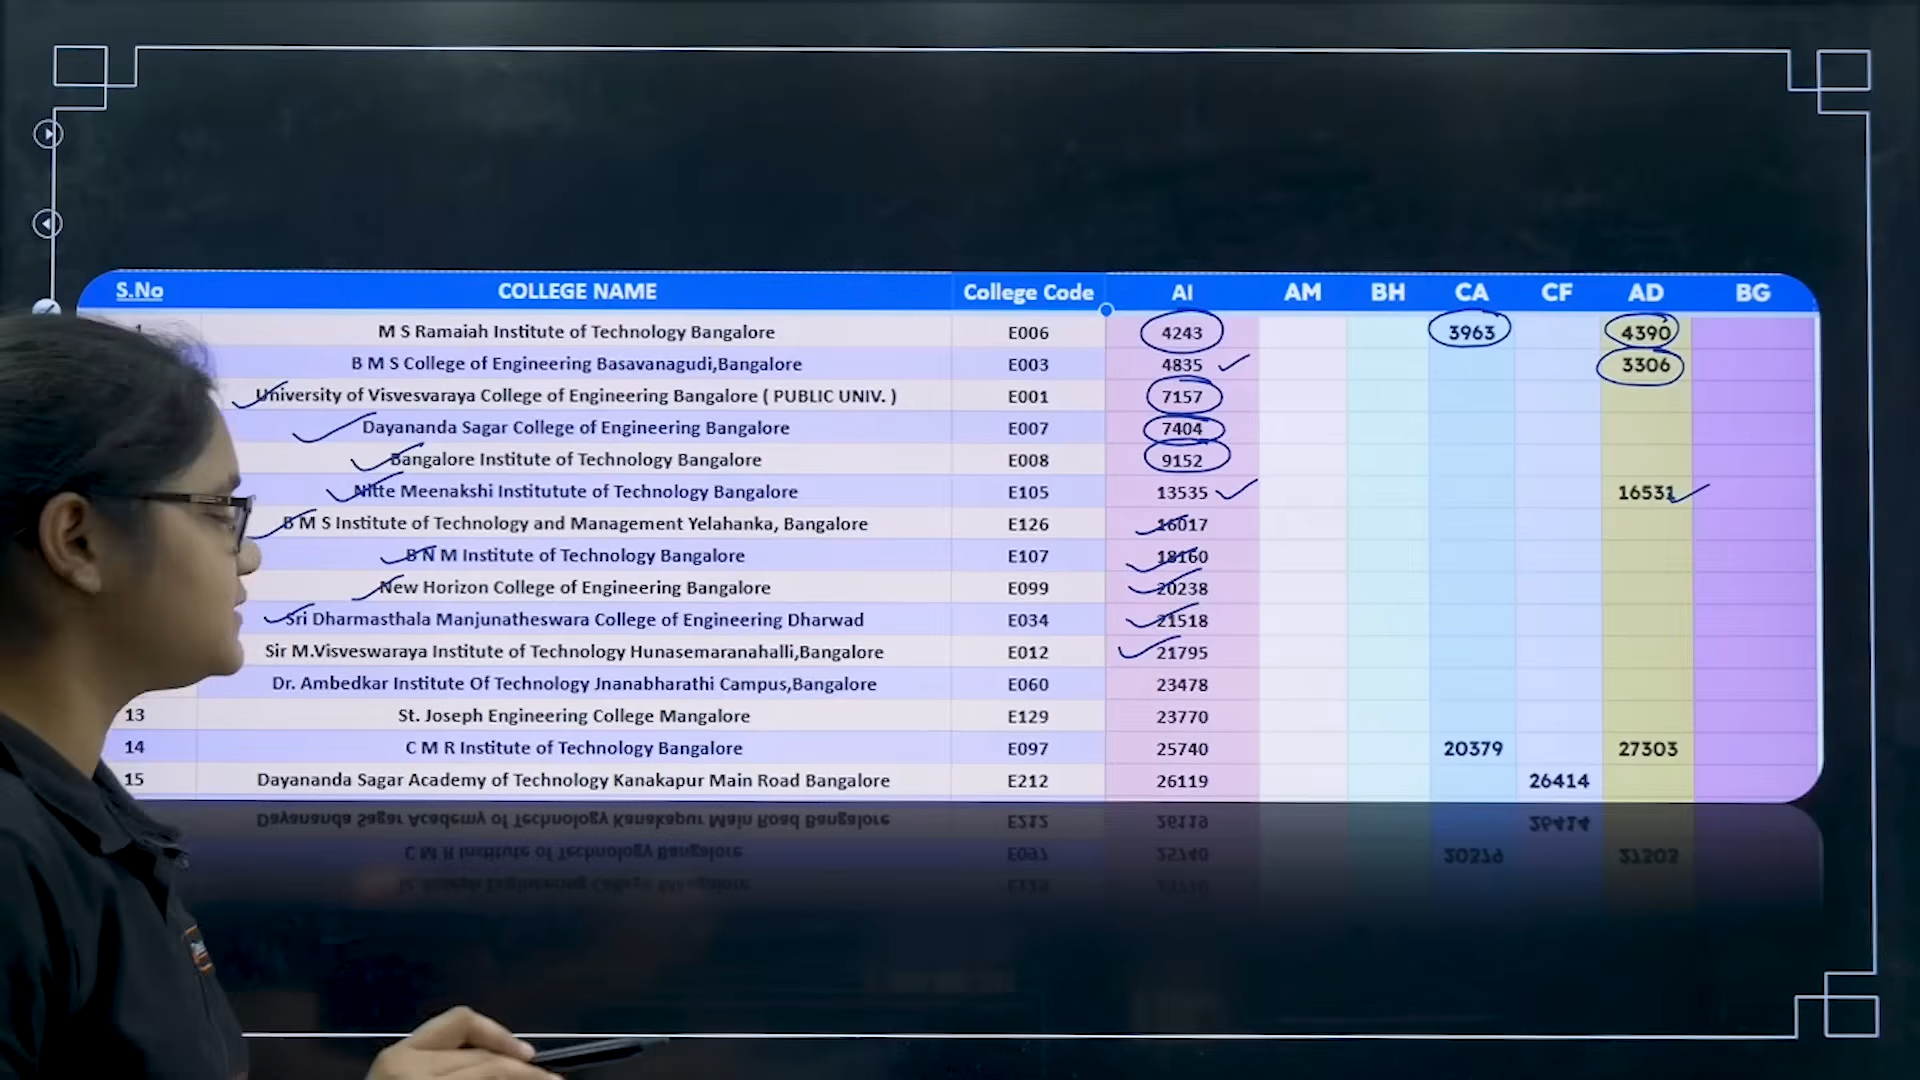 S.No COLLEGE NAME College Code AI AM BH CA CF AD BG
1 M S Ramaiah Institute of Technology Bangalore E006 4243 3963 4390
B M S College of Engineering Basavanagudi,Bangalore E003 4835 3306
University of Visvesvaraya College of Engineering Bangalore ( PUBLIC UNIV. ) E001 7157
Dayananda Sagar College of Engineering Bangalore E007 7404
Bangalore Institute of Technology Bangalore E008 9152
Nitte Meenakshi Institutute of Technology Bangalore E105 13535 16531
B M S Institute of Technology and Management Yelahanka, Bangalore E126 16017
B N M Institute of Technology Bangalore E107 18160
New Horizon College of Engineering Bangalore E099 20238
Sri Dharmasthala Manjunatheswara College of Engineering Dharwad E034 21518
Sir M.Visveswaraya Institute of Technology Hunasemaranahalli,Bangalore E012 21795
Dr. Ambedkar Institute Of Technology Jnanabharathi Campus,Bangalore E060 23478
13 St. Joseph Engineering College Mangalore E129 23770
14 C M R Institute of Technology Bangalore E097 25740 20379 27303
15 Dayananda Sagar Academy of Technology Kanakapur Main Road Bangalore E212 26119 26414